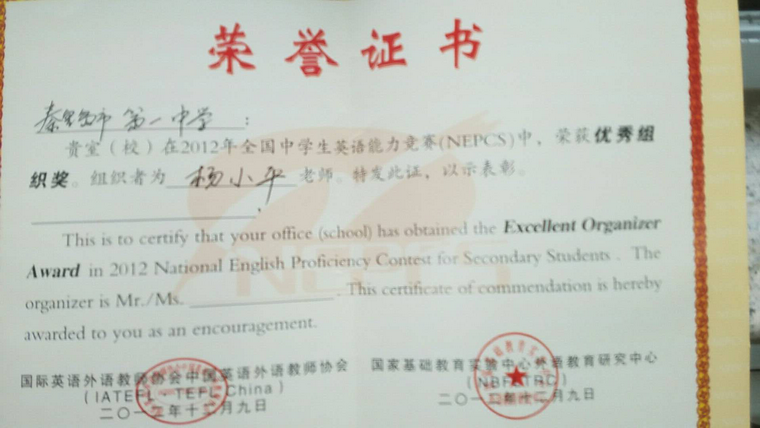 荣誉证书
秦皇岛市 第一中学：
贵室（校）在2012年全国中学生英语能力竞赛(NEPCS)中，荣获优秀组
织奖。组织者为 杨小平 老师。特发此证，以示表彰。
This is to certify that your office (school) has obtained the Excellent Organizer
Award in 2012 National English Proficiency Contest for Secondary Students . The
organizer is Mr./Ms. . This certificate of commendation is hereby
awarded to you as an encouragement.
国际英语外语教师协会中国英语外语教师协会
(IATEFL-TEFL China)
二〇一二年十二月九日
国家基础教育实验中心外语教育研究中心
(NBFLTRC)
二〇一二年十二月九日
NEPCS